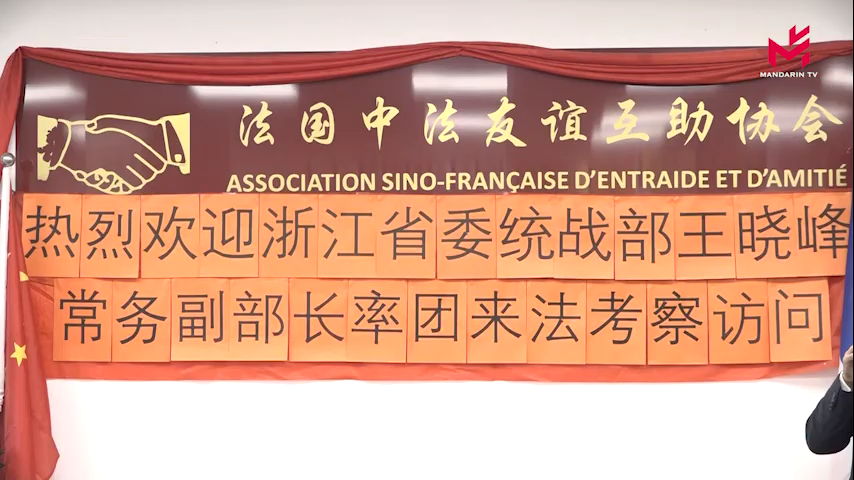 MANDARIN TV
法国中法友谊互助协会
ASSOCIATION SINO-FRANÇAISE D'ENTRAIDE ET D'AMITIÉ
热烈欢迎浙江省委统战部王晓峰
常务副部长率团来法考察访问